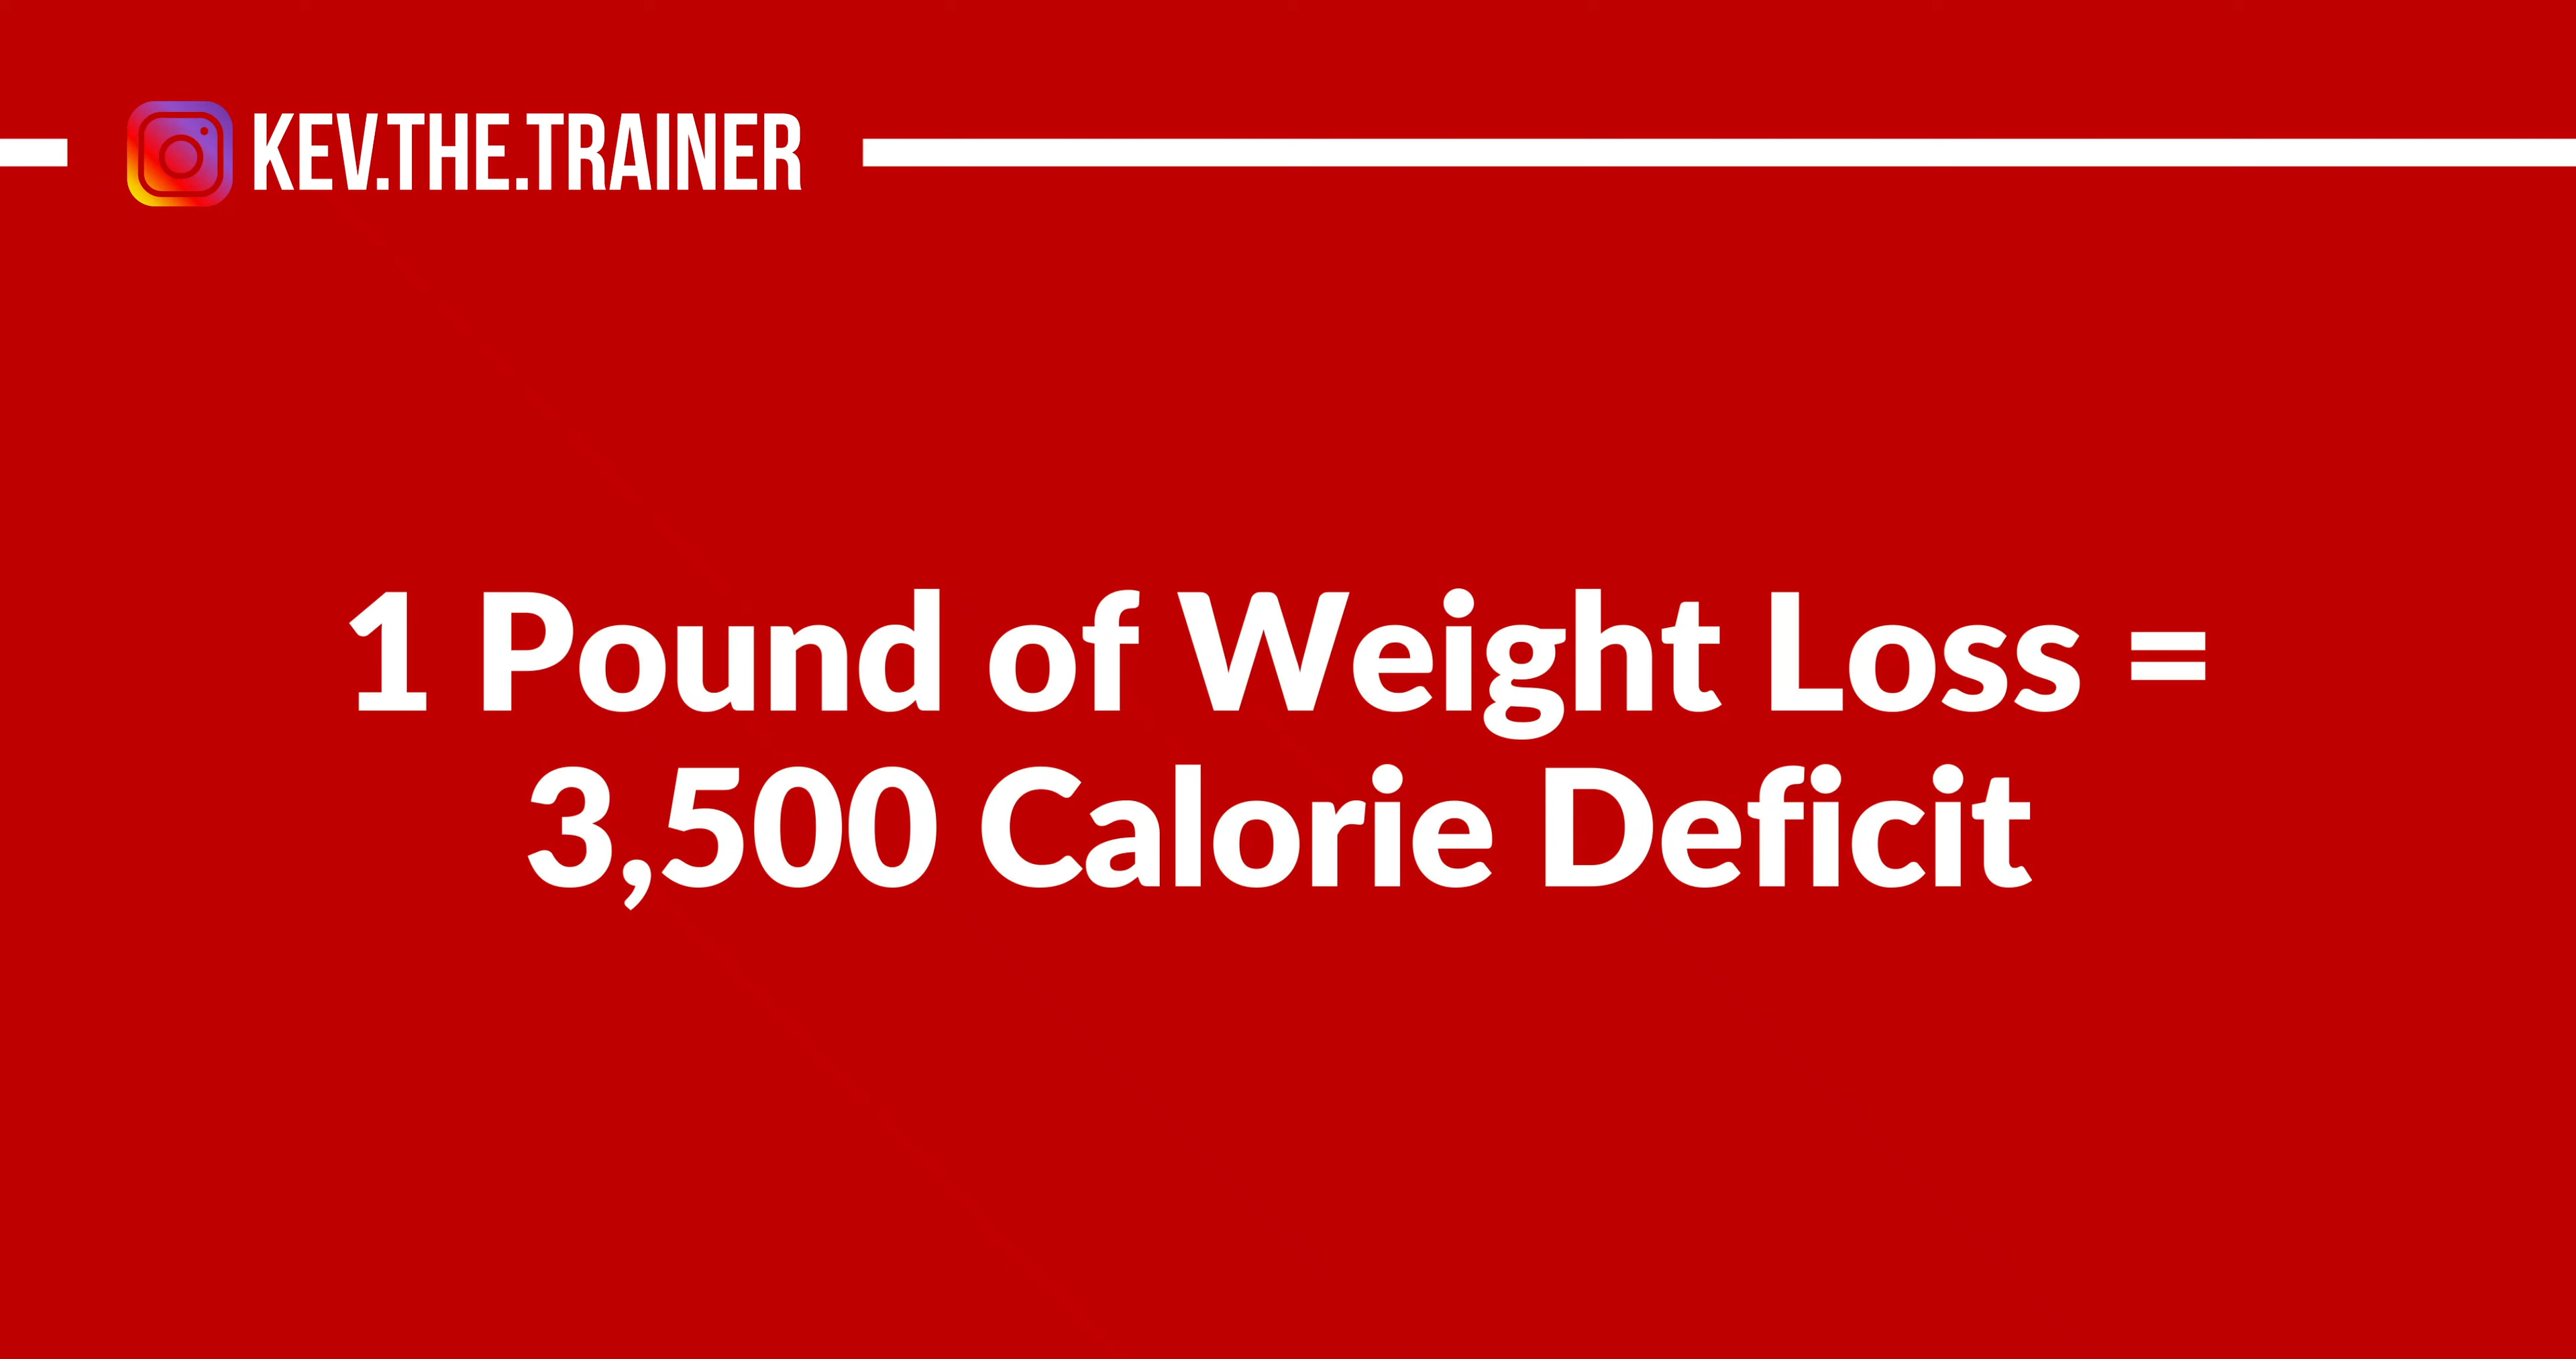 KEV.THE.TRAINER
1 Pound of Weight Loss =
3,500 Calorie Deficit